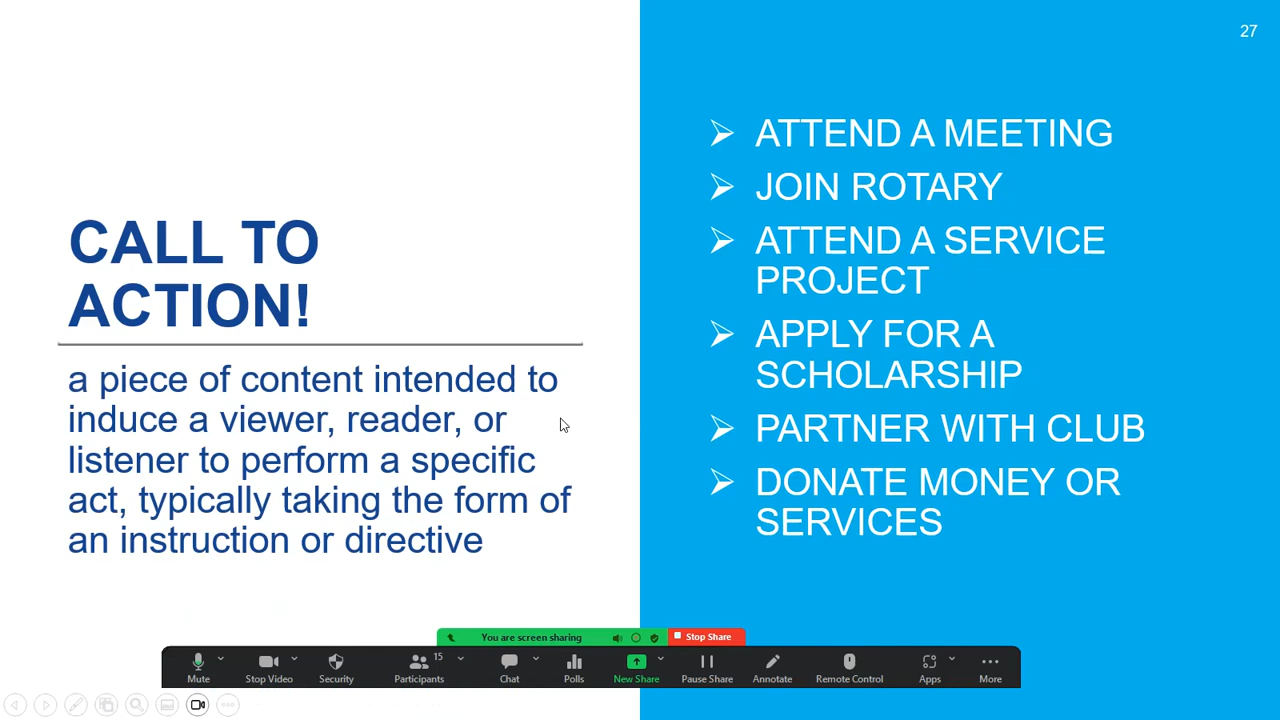 27
CALL TO
ACTION!
a piece of content intended to
induce a viewer, reader, or
listener to perform a specific
act, typically taking the form of
an instruction or directive
ATTEND A MEETING
JOIN ROTARY
ATTEND A SERVICE
PROJECT
APPLY FOR A
SCHOLARSHIP
PARTNER WITH CLUB
DONATE MONEY OR
SERVICES
You are screen sharing
Stop Share
Mute
Stop Video
Security
Participants
15
Chat
Polls
New Share
Pause Share
Annotate
Remote Control
Apps
More